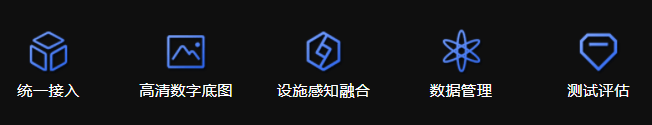 统一接入
高清数字底图
设施感知融合
数据管理
测试评估